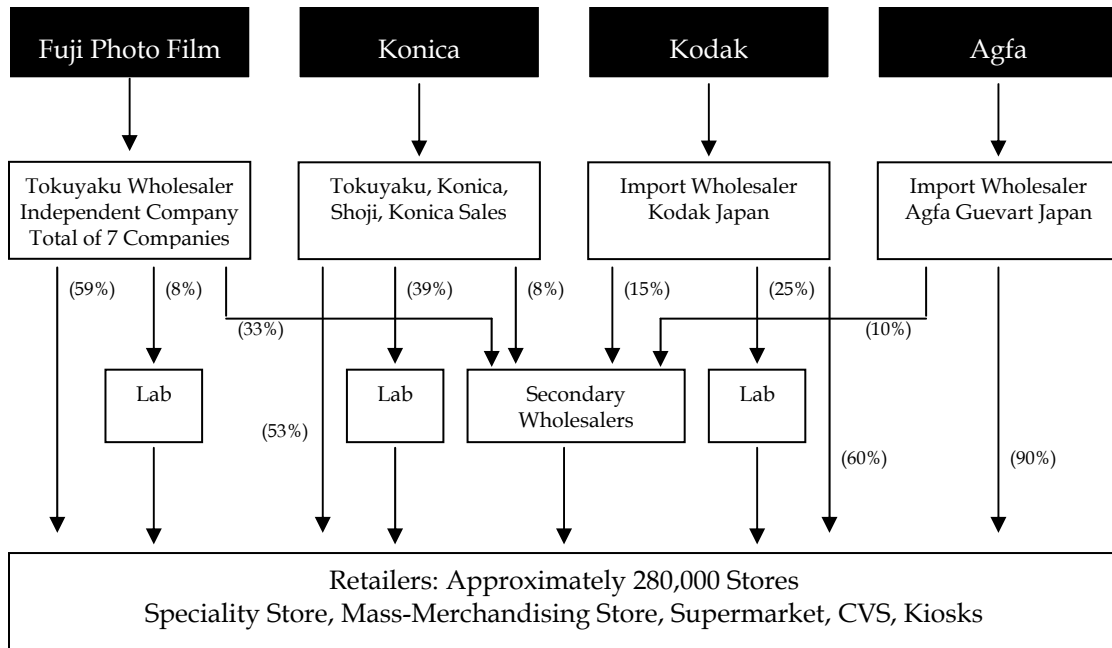 Fuji Photo Film
Konica
Kodak
Agfa
Tokuyaku Wholesaler
Independent Company
Total of 7 Companies
Tokuyaku, Konica,
Shoji, Konica Sales
Import Wholesaler
Kodak Japan
Import Wholesaler
Agfa Guevart Japan
(59%)
(8%)
(33%)
(39%)
(8%)
(15%)
(25%)
(10%)
Lab
Lab
Secondary
Wholesalers
Lab
(53%)
(60%)
(90%)
Retailers: Approximately 280,000 Stores
Speciality Store, Mass-Merchandising Store, Supermarket, CVS, Kiosks